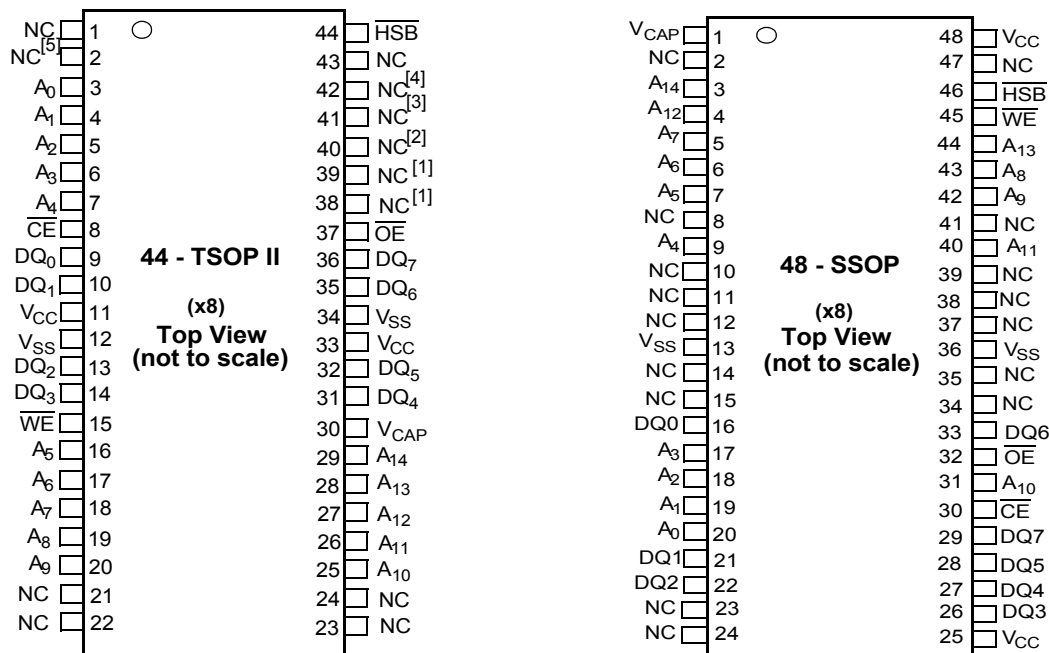 NC 1 44 HSB
NC[5] 2 43 NC
A0 3 42 NC[4]
A1 4 41 NC[3]
A2 5 40 NC[2]
A3 6 39 NC [1]
A4 7 38 NC[1]
CE 8 37 OE
DQ0 9 36 DQ7
DQ1 10 35 DQ6
VCC 11 34 VSS
VSS 12 33 VCC
DQ2 13 32 DQ5
DQ3 14 31 DQ4
WE 15 30 VCAP
A5 16 29 A14
A6 17 28 A13
A7 18 27 A12
A8 19 26 A11
A9 20 25 A10
NC 21 24 NC
NC 22 23 NC
44 - TSOP II
(x8)
Top View
(not to scale)
VCAP 1 48 VCC
NC 2 47 NC
A14 3 46 HSB
A12 4 45 WE
A7 5 44 A13
A6 6 43 A8
A5 7 42 A9
NC 8 41 NC
A4 9 40 A11
NC 10 39 NC
NC 11 38 NC
NC 12 37 NC
VSS 13 36 VSS
NC 14 35 NC
NC 15 34 NC
DQ0 16 33 DQ6
A3 17 32 OE
A2 18 31 A10
A1 19 30 CE
A0 20 29 DQ7
DQ1 21 28 DQ5
DQ2 22 27 DQ4
NC 23 26 DQ3
NC 24 25 VCC
48 - SSOP
(x8)
Top View
(not to scale)